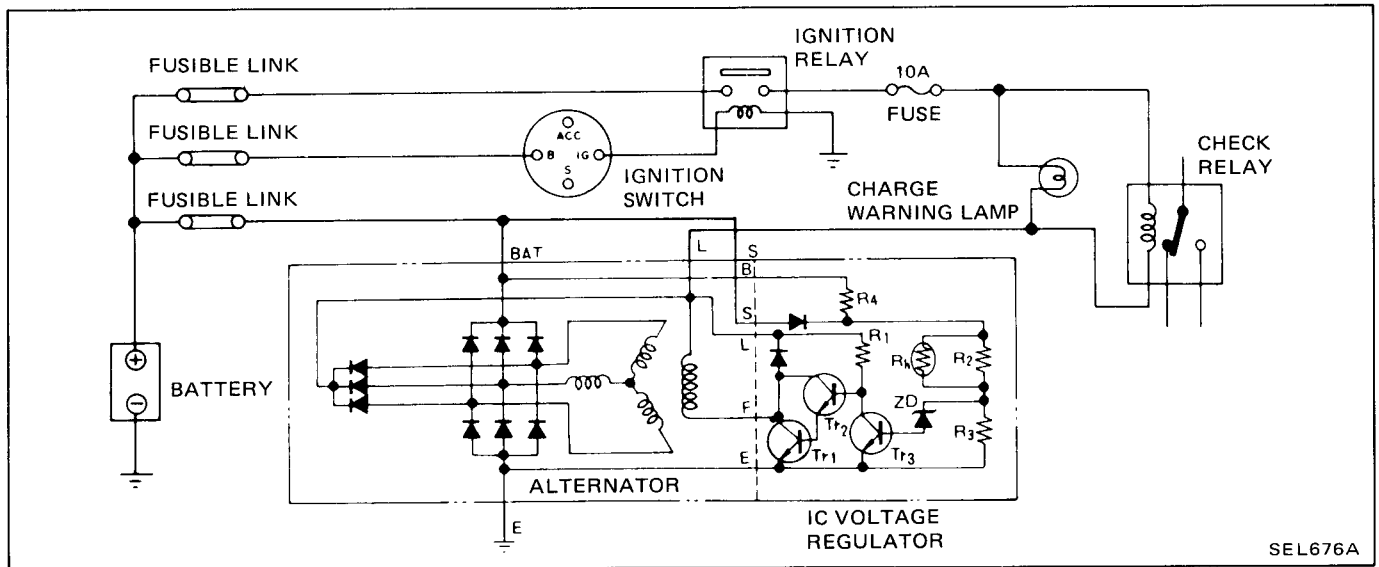 IGNITION
RELAY
FUSIBLE LINK
10A
FUSE
FUSIBLE LINK
ACC
B
IG
S
IGNITION
SWITCH
CHECK
RELAY
FUSIBLE LINK
CHARGE
WARNING LAMP
BAT
L
S
B
R4
S
L
R1
Rh
R2
ZD
F
Tr2
R3
E
Tr1
Tr3
+
−
BATTERY
ALTERNATOR
E
IC VOLTAGE
REGULATOR
SEL676A